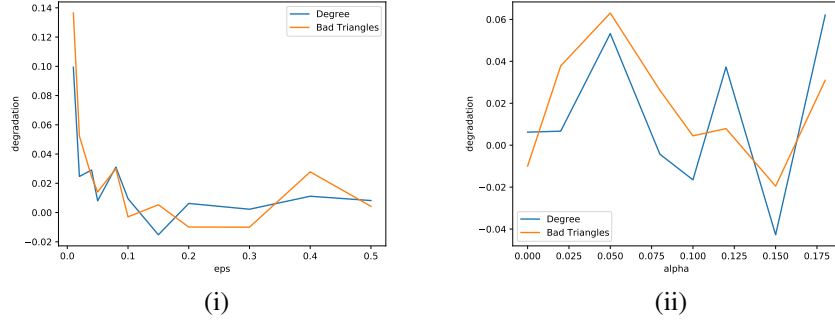 0.14
0.12
0.10
0.08
0.06
0.04
0.02
0.00
−0.02
degradation
0.0 0.1 0.2 0.3 0.4 0.5
eps
Degree
Bad Triangles
(i)
0.06
0.04
0.02
0.00
−0.02
−0.04
degradation
0.000 0.025 0.050 0.075 0.100 0.125 0.150 0.175
alpha
Degree
Bad Triangles
(ii)